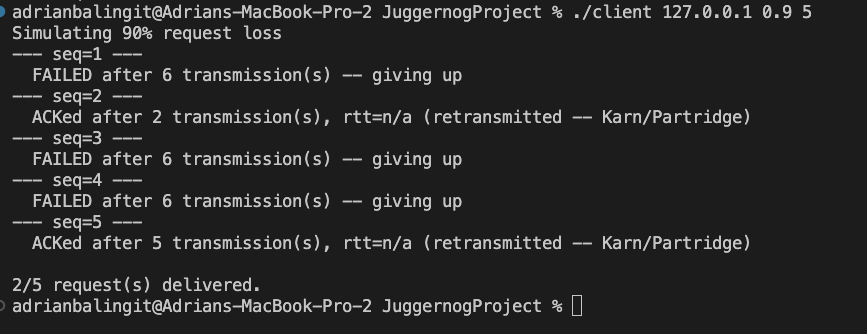 adrianbalingit@Adrians-MacBook-Pro-2 JuggernogProject % ./client 127.0.0.1 0.9 5
Simulating 90% request loss
--- seq=1 ---
  FAILED after 6 transmission(s) -- giving up
--- seq=2 ---
  ACKed after 2 transmission(s), rtt=n/a (retransmitted -- Karn/Partridge)
--- seq=3 ---
  FAILED after 6 transmission(s) -- giving up
--- seq=4 ---
  FAILED after 6 transmission(s) -- giving up
--- seq=5 ---
  ACKed after 5 transmission(s), rtt=n/a (retransmitted -- Karn/Partridge)

2/5 request(s) delivered.
adrianbalingit@Adrians-MacBook-Pro-2 JuggernogProject %